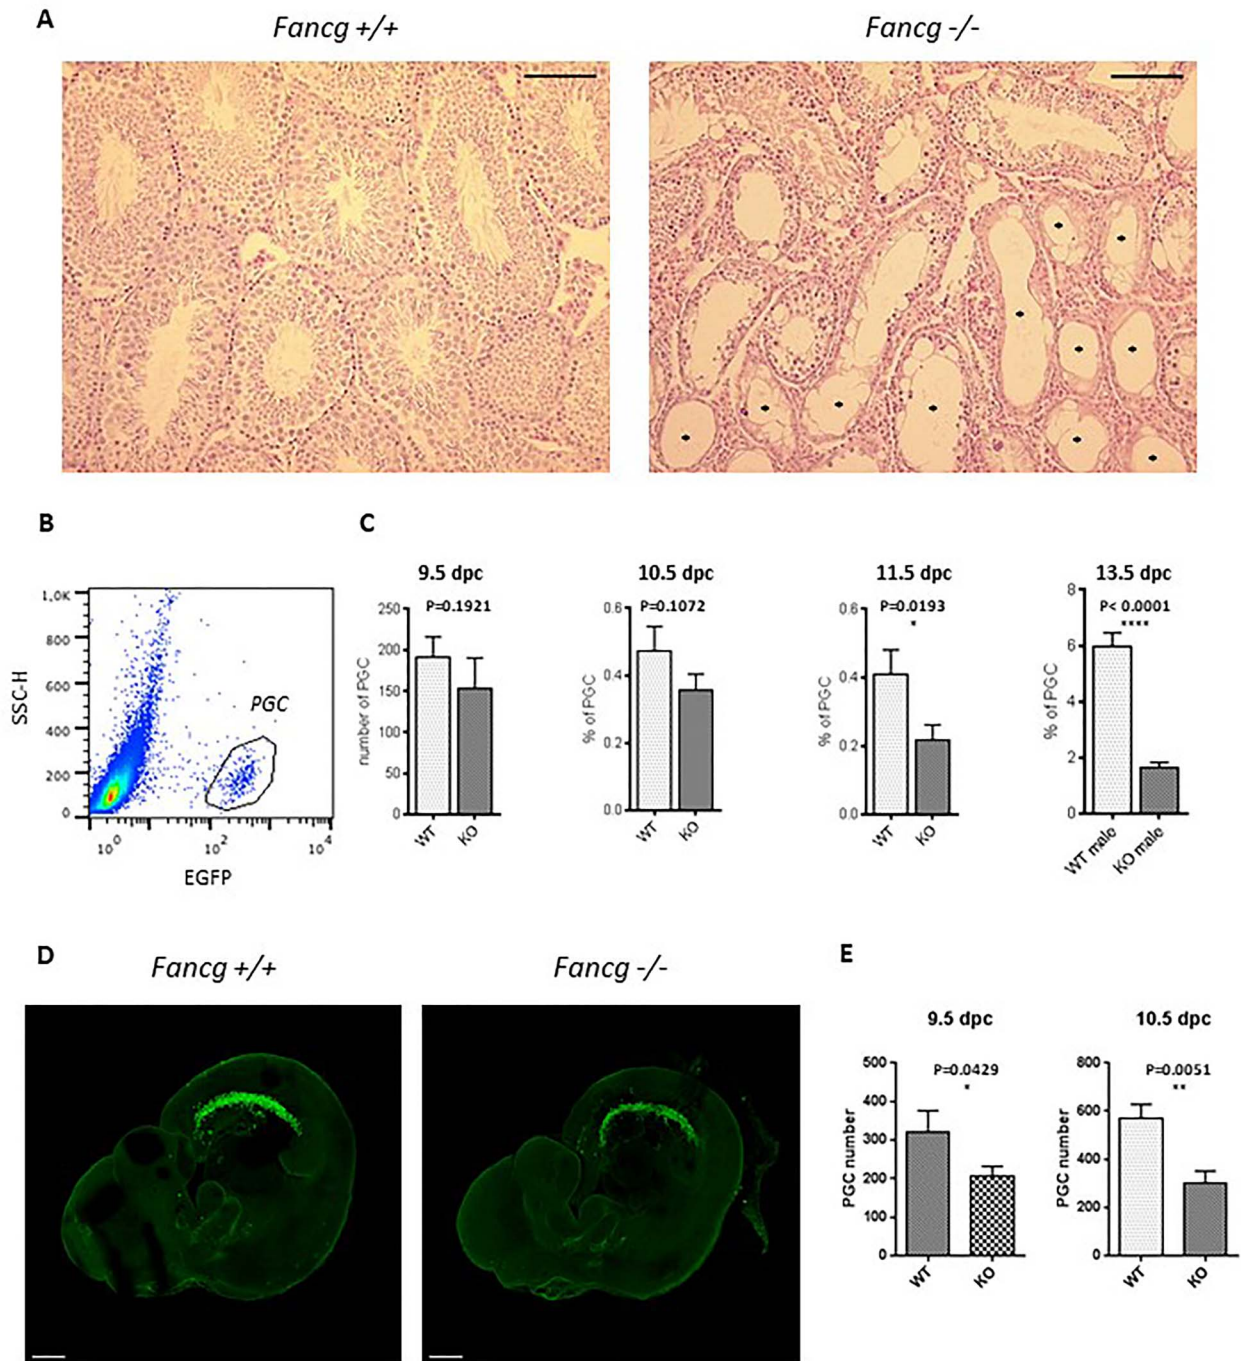 A
Fancg +/+
Fancg -/-
B
C
SSC-H
1,0K
800
600
400
200
0
PGC
10^0
10^2
10^4
EGFP
9.5 dpc
P=0.1921
number of PGC
250
200
150
100
50
0
WT
KO
10.5 dpc
P=0.1072
% of PGC
0.6
0.4
0.2
0.0
WT
KO
11.5 dpc
P=0.0193
*
% of PGC
0.6
0.4
0.2
0.0
WT
KO
13.5 dpc
P< 0.0001
****
% of PGC
8
6
4
2
0
WT male
KO male
D
Fancg +/+
Fancg -/-
E
9.5 dpc
P=0.0429
*
PGC number
500
400
300
200
100
0
WT
KO
10.5 dpc
P=0.0051
**
PGC number
800
600
400
200
0
WT
KO